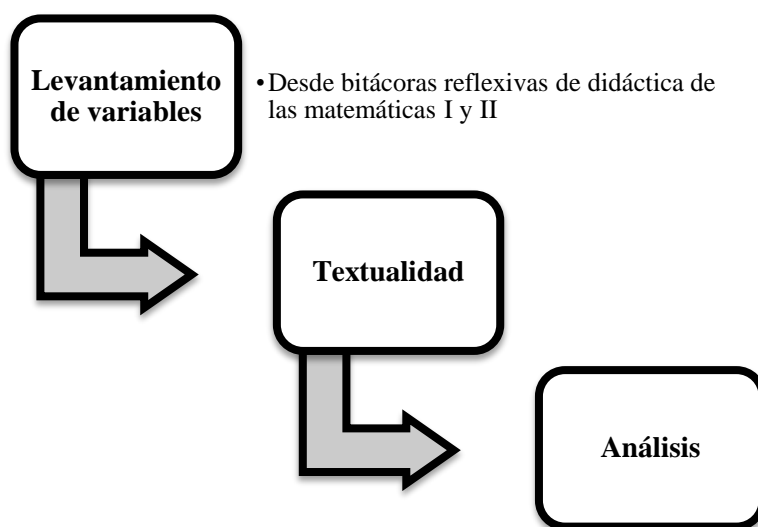 Levantamiento
de variables
•Desde bitácoras reflexivas de didáctica de
las matemáticas I y II
Textualidad
Análisis